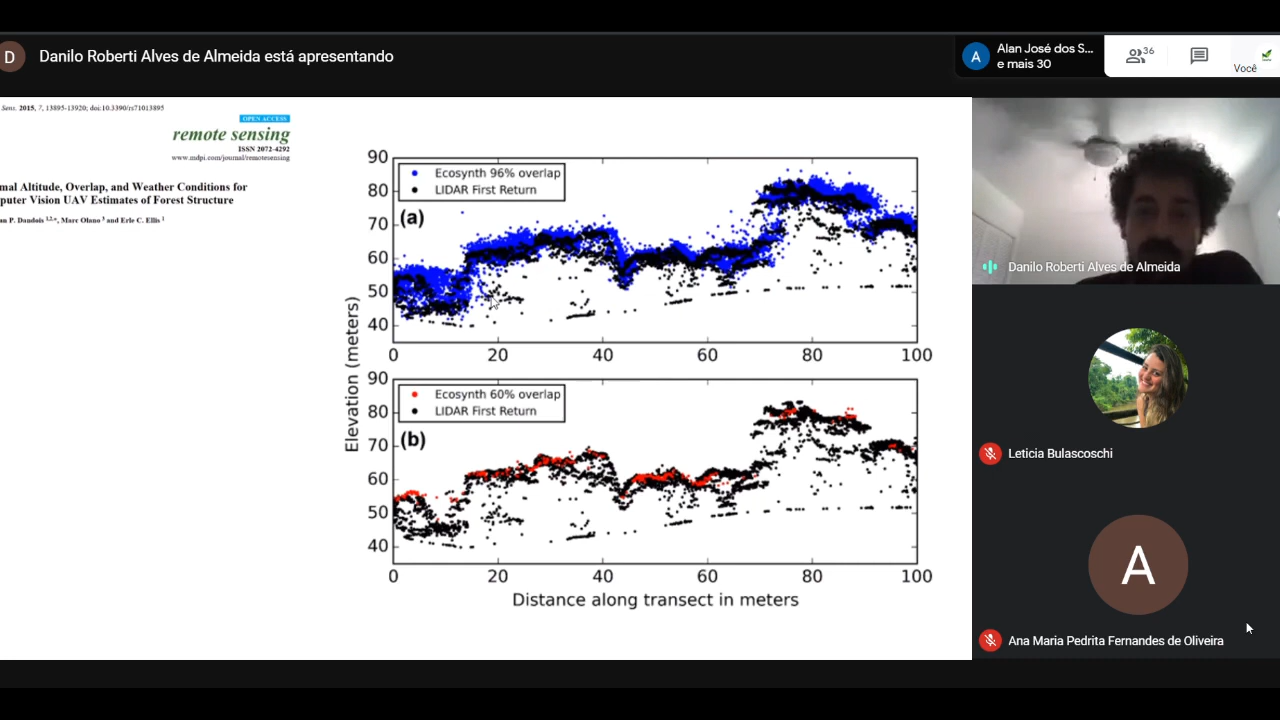 D
Danilo Roberti Alves de Almeida está apresentando
A
Alan José dos S...
e mais 30
36
Você
Sens. 2015, 7, 13895-13920; doi:10.3390/rs71013895
OPEN ACCESS
remote sensing
ISSN 2072-4292
www.mdpi.com/journal/remotesensing
mal Altitude, Overlap, and Weather Conditions for
puter Vision UAV Estimates of Forest Structure
an P. Dandois 1,2,*, Marc Olano 3 and Erle C. Ellis 1
Elevation (meters)
90
80
70
60
50
40
Ecosynth 96% overlap
LIDAR First Return
(a)
0 20 40 60 80 100
90
80
70
60
50
40
Ecosynth 60% overlap
LIDAR First Return
(b)
0 20 40 60 80 100
Distance along transect in meters
Danilo Roberti Alves de Almeida
Leticia Bulascoschi
A
Ana Maria Pedrita Fernandes de Oliveira